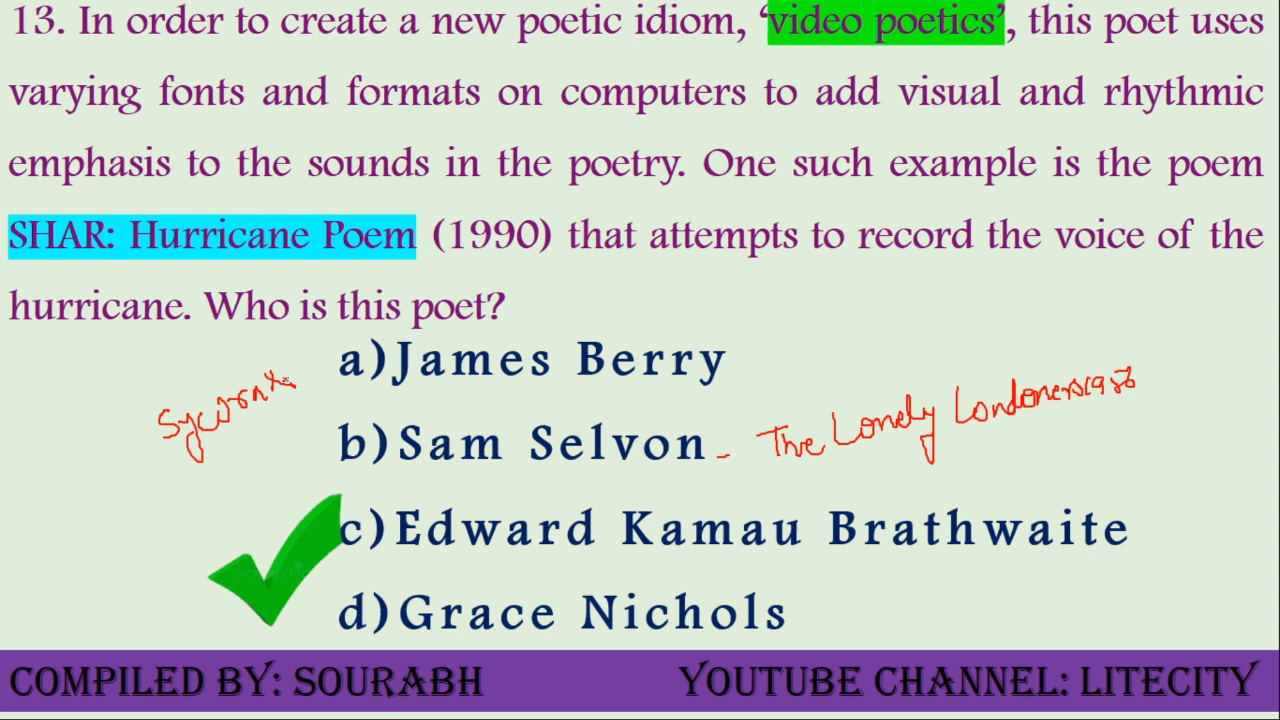 13. In order to create a new poetic idiom, ‘video poetics’, this poet uses
varying fonts and formats on computers to add visual and rhythmic
emphasis to the sounds in the poetry. One such example is the poem
SHAR: Hurricane Poem (1990) that attempts to record the voice of the
hurricane. Who is this poet?
a)James Berry
b)Sam Selvon - The Lonely Londoners 1956
c)Edward Kamau Brathwaite
d)Grace Nichols
COMPILED BY: SOURABH YOUTUBE CHANNEL: LITECITY